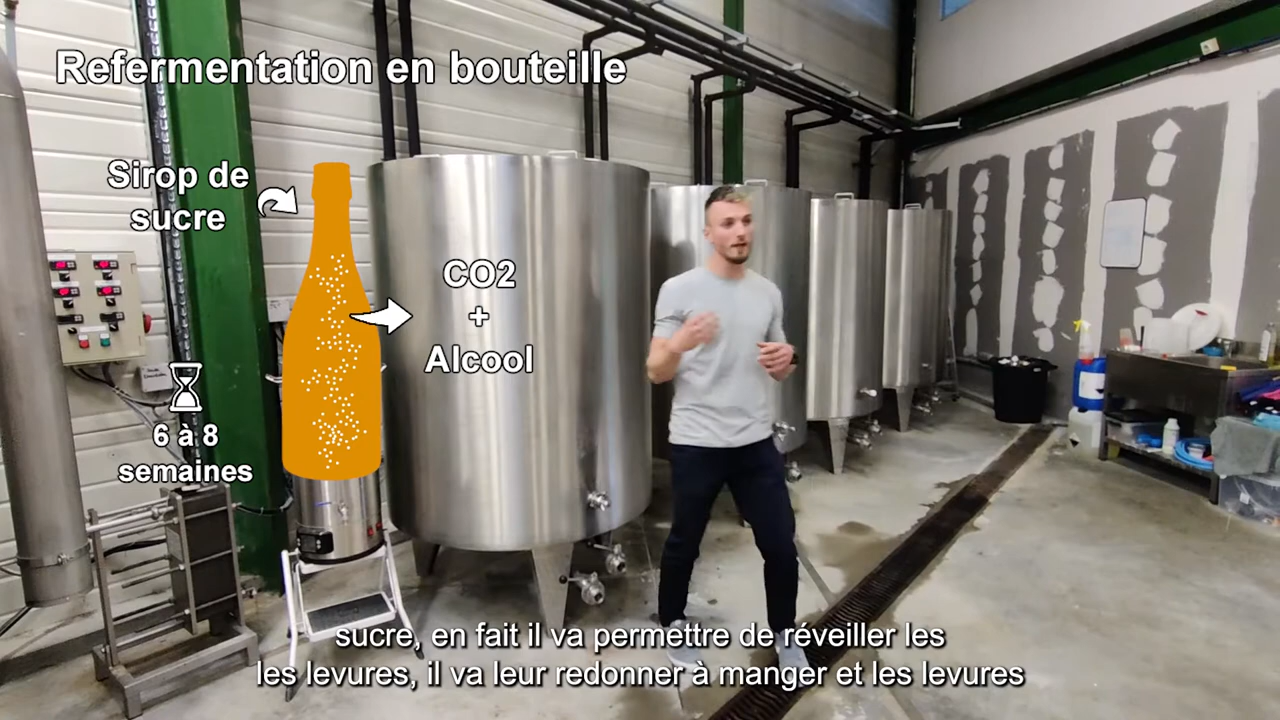 Refermentation en bouteille
Sirop de
sucre
CO2
+
Alcool
6 à 8
semaines
sucre, en fait il va permettre de réveiller les
les levures, il va leur redonner à manger et les levures